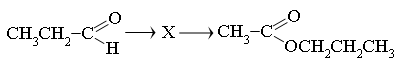 CH₃CH₂—C(=O)H ⟶ X ⟶ CH₃—C(=O)OCH₂CH₂CH₃